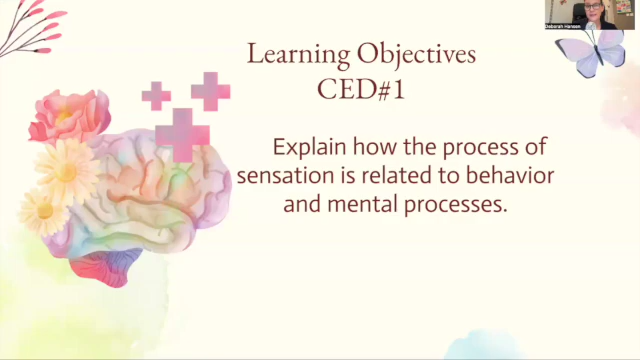 Deborah Hansen
Learning Objectives
CED#1
Explain how the process of
sensation is related to behavior
and mental processes.